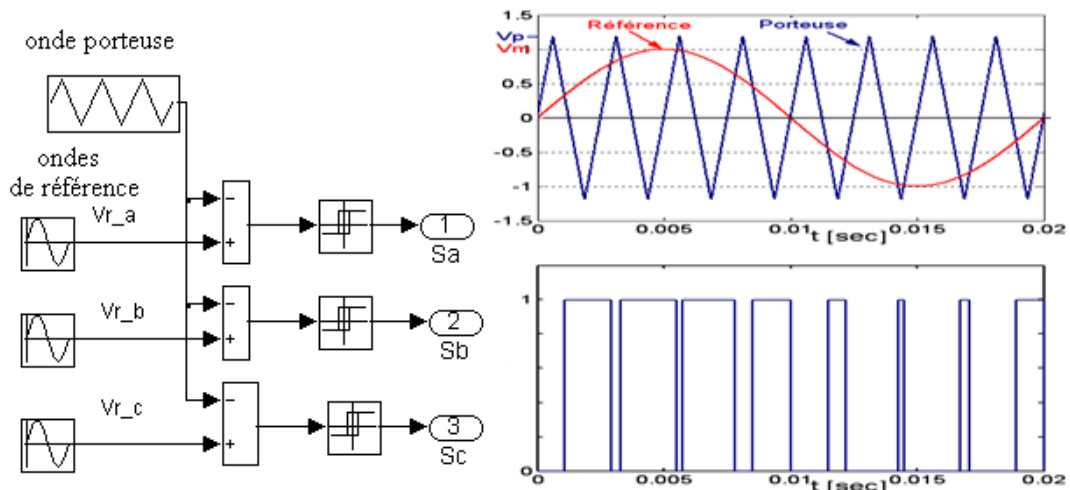 onde porteuse
ondes
de référence
Vr_a
−
+
1
Sa
Vr_b
−
+
2
Sb
Vr_c
−
+
3
Sc
1.5
Vp
Vm
1
0.5
0
-0.5
-1
-1.5
Référence
Porteuse
0 0.005 0.01 0.015 0.02
t [sec]
1
0
0 0.005 0.01 0.015 0.02
t [sec]